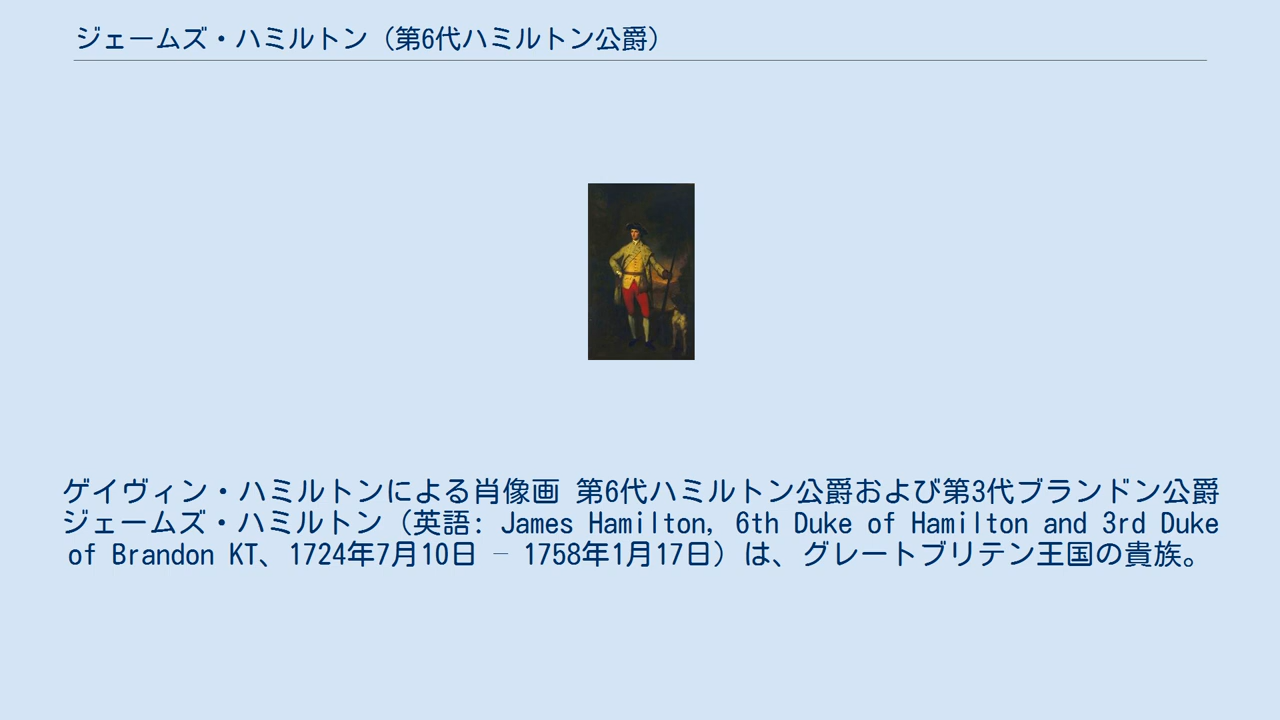 ジェームズ・ハミルトン（第6代ハミルトン公爵）
ゲイヴィン・ハミルトンによる肖像画 第6代ハミルトン公爵および第3代ブランドン公爵
ジェームズ・ハミルトン（英語: James Hamilton, 6th Duke of Hamilton and 3rd Duke
of Brandon KT、1724年7月10日 – 1758年1月17日）は、グレートブリテン王国の貴族。